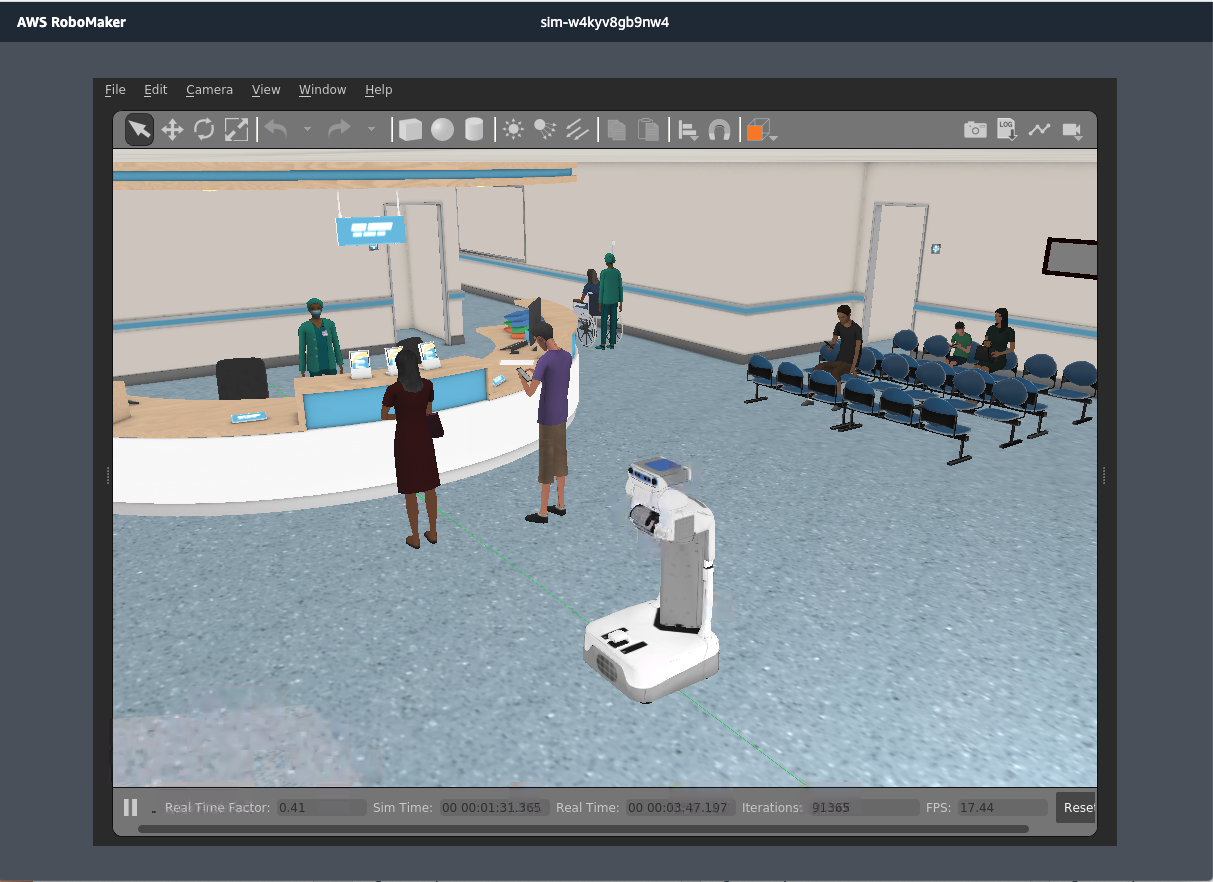 AWS RoboMaker
sim-w4kyv8gb9nw4
File Edit Camera View Window Help
LOG
Real Time Factor: 0.41 Sim Time: 00 00:01:31.365 Real Time: 00 00:03:47.197 Iterations: 91365 FPS: 17.44 Reset